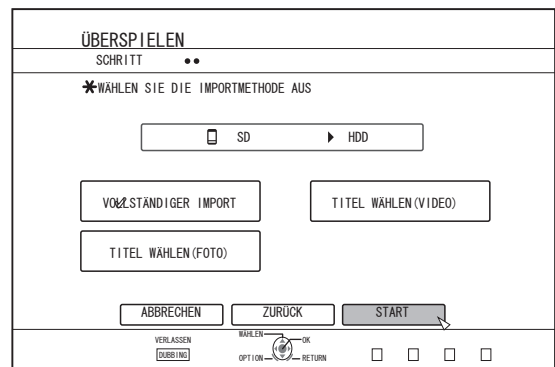 ÜBERSPIELEN
SCHRITT
WÄHLEN SIE DIE IMPORTMETHODE AUS
SD HDD
VOLLSTÄNDIGER IMPORT TITEL WÄHLEN(VIDEO)
TITEL WÄHLEN(FOTO)
ABBRECHEN ZURÜCK START
VERLASSEN
DUBBING
WÄHLEN
OK
OPTION
RETURN